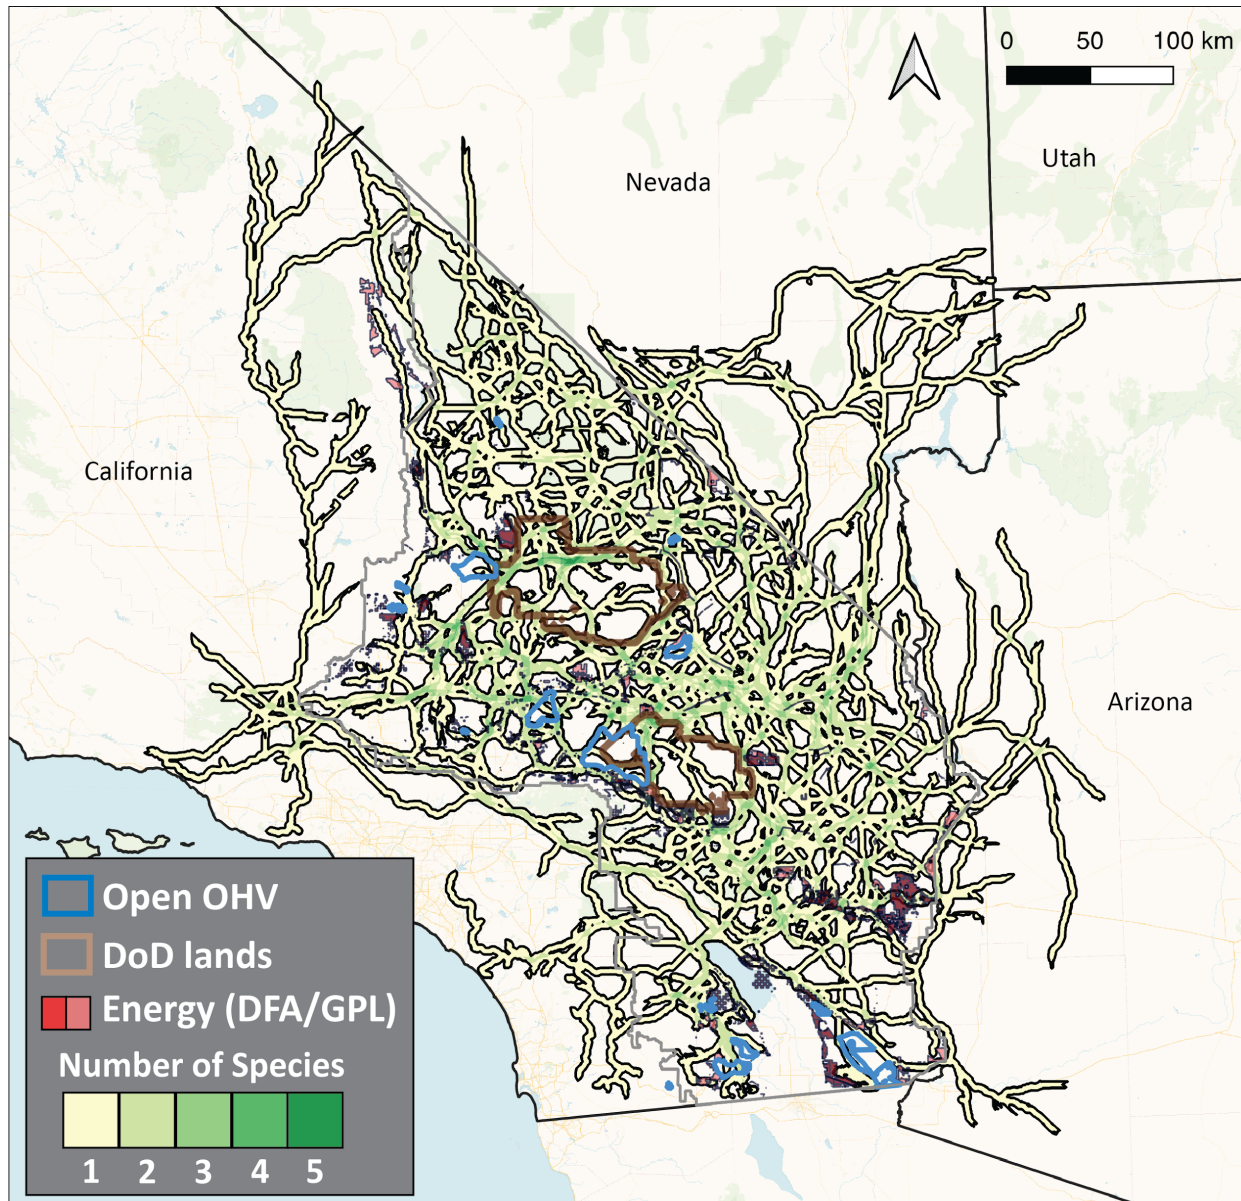 0 50 100 km
Utah
Nevada
California
Arizona
Open OHV
DoD lands
Energy (DFA/GPL)
Number of Species
1 2 3 4 5